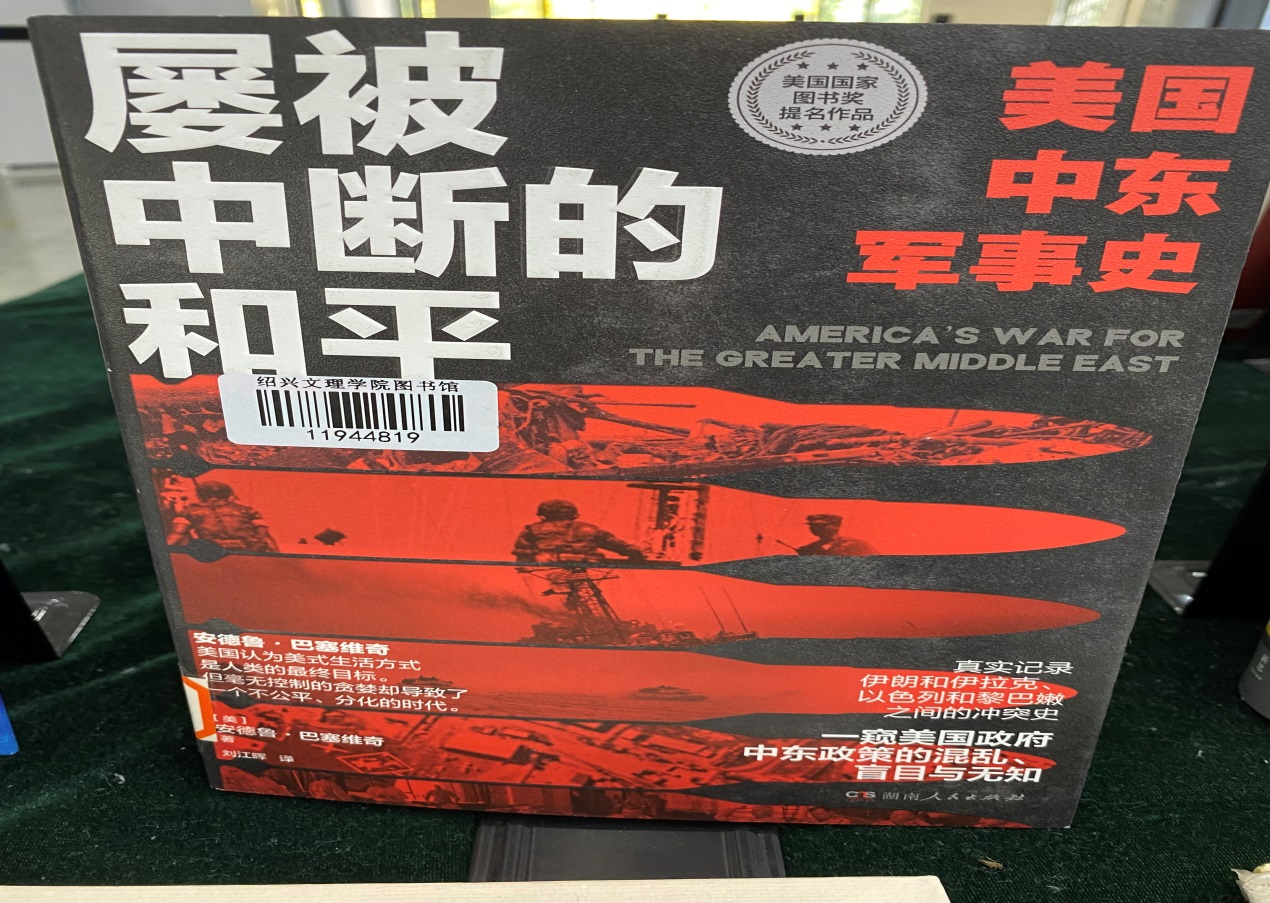 屡被
中断的
和平
美国国家
图书奖
提名作品
美国
中东
军事史
AMERICA'S WAR FOR
THE GREATER MIDDLE EAST
绍兴文理学院图书馆
11944819
安德鲁·巴塞维奇
美国认为美式生活方式
是人类的最终目标。
但毫无控制的贪婪却导致了
一个不公平、分化的时代。
[美]
安德鲁·巴塞维奇
著
刘江晖 译
真实记录
伊朗和伊拉克、
以色列和黎巴嫩
之间的冲突史
一窥美国政府
中东政策的混乱、
盲目与无知
湖南人民出版社